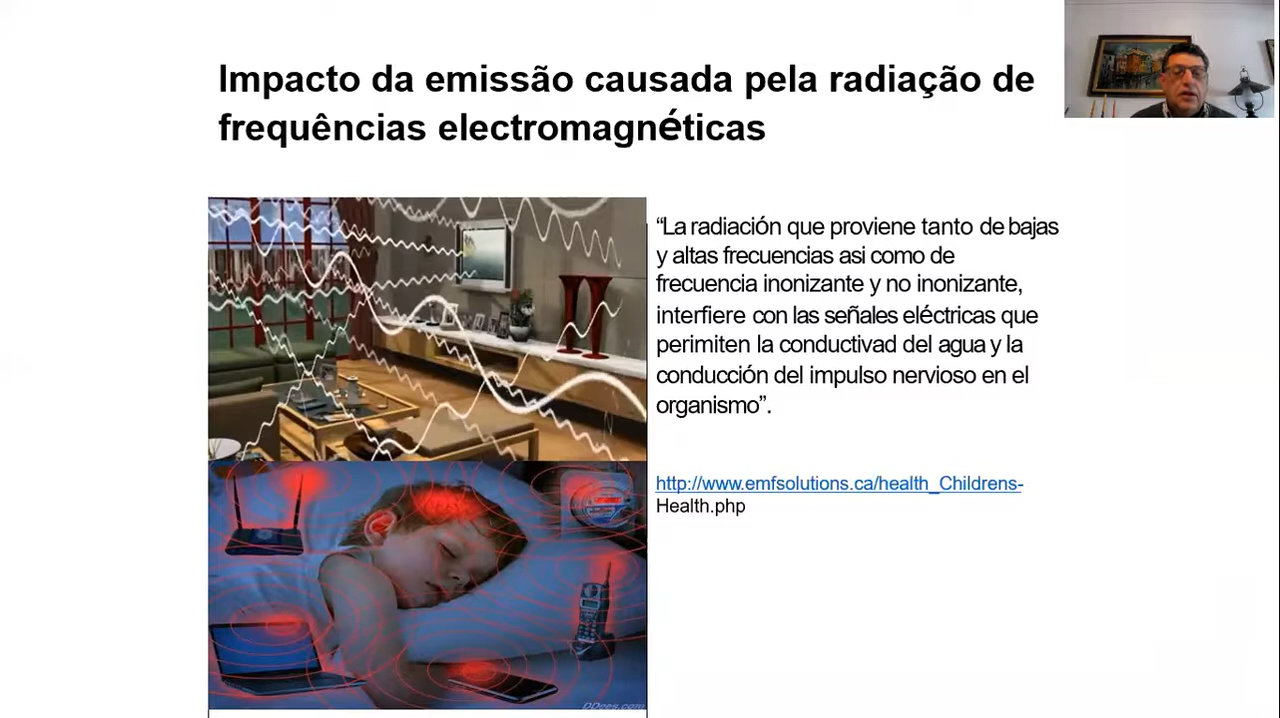 Impacto da emissão causada pela radiação de
frequências electromagnéticas
“La radiación que proviene tanto de bajas
y altas frecuencias asi como de
frecuencia inonizante y no inonizante,
interfiere con las señales eléctricas que
perimiten la conductivad del agua y la
conducción del impulso nervioso en el
organismo”.
http://www.emfsolutions.ca/health_Childrens-
Health.php
DDees.com